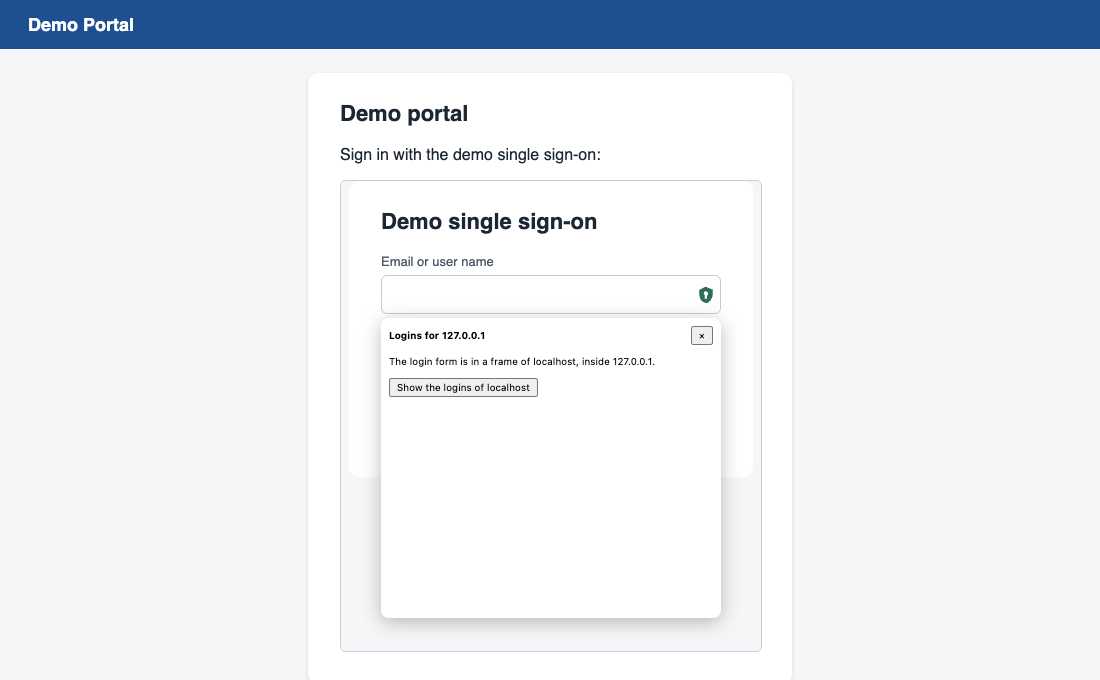 Demo Portal
Demo portal
Sign in with the demo single sign-on:
Demo single sign-on
Email or user name
Logins for 127.0.0.1
×
The login form is in a frame of localhost, inside 127.0.0.1.
Show the logins of localhost